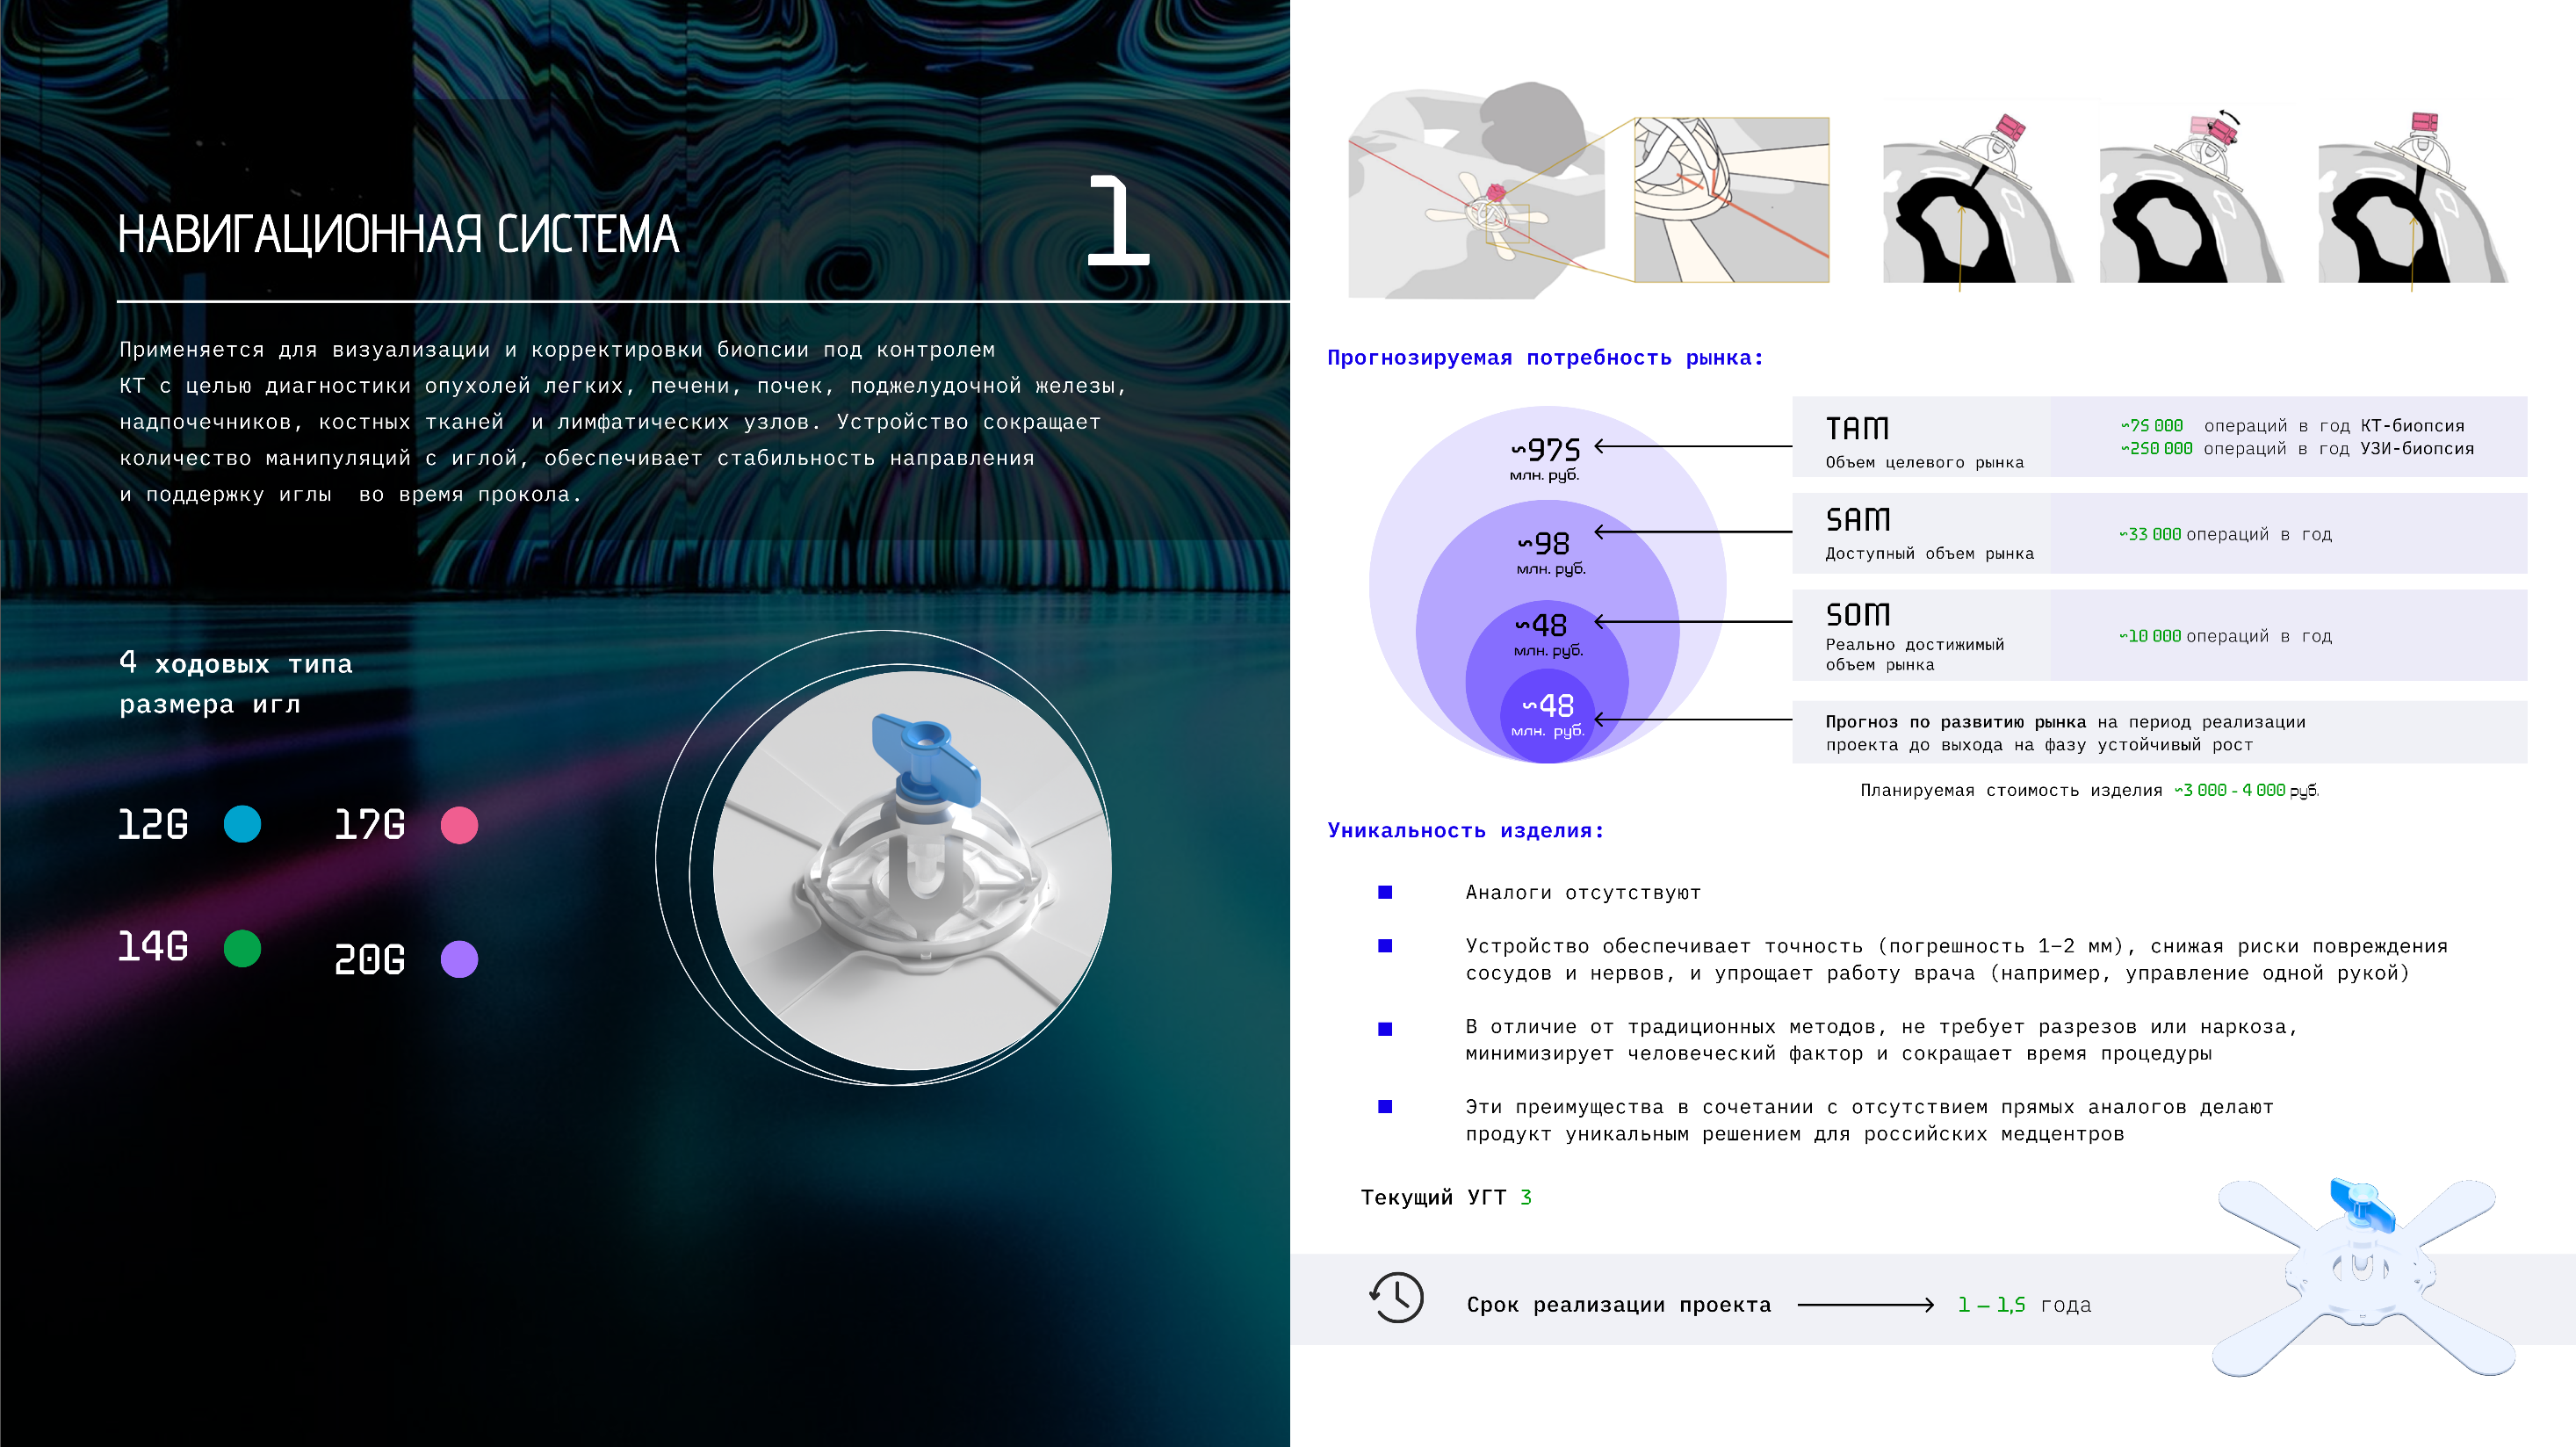 НАВИГАЦИОННАЯ СИСТЕМА
1
Применяется для визуализации и корректировки биопсии под контролем
КТ с целью диагностики опухолей легких, печени, почек, поджелудочной железы,
надпочечников, костных тканей и лимфатических узлов. Устройство сокращает
количество манипуляций с иглой, обеспечивает стабильность направления
и поддержку иглы во время прокола.
4 ходовых типа
размера игл
12G
17G
14G
20G
Прогнозируемая потребность рынка:
~975
млн. руб.
TAM
Объем целевого рынка
~75 000 операций в год КТ-биопсия
~250 000 операций в год УЗИ-биопсия
~98
млн. руб.
SAM
Доступный объем рынка
~33 000 операций в год
~48
млн. руб.
SOM
Реально достижимый
объем рынка
~10 000 операций в год
~48
млн. руб.
Прогноз по развитию рынка на период реализации
проекта до выхода на фазу устойчивый рост
Планируемая стоимость изделия ~3 000 - 4 000 руб.
Уникальность изделия:
Аналоги отсутствуют
Устройство обеспечивает точность (погрешность 1–2 мм), снижая риски повреждения
сосудов и нервов, и упрощает работу врача (например, управление одной рукой)
В отличие от традиционных методов, не требует разрезов или наркоза,
минимизирует человеческий фактор и сокращает время процедуры
Эти преимущества в сочетании с отсутствием прямых аналогов делают
продукт уникальным решением для российских медцентров
Текущий УГТ 3
Срок реализации проекта
1 – 1,5 года